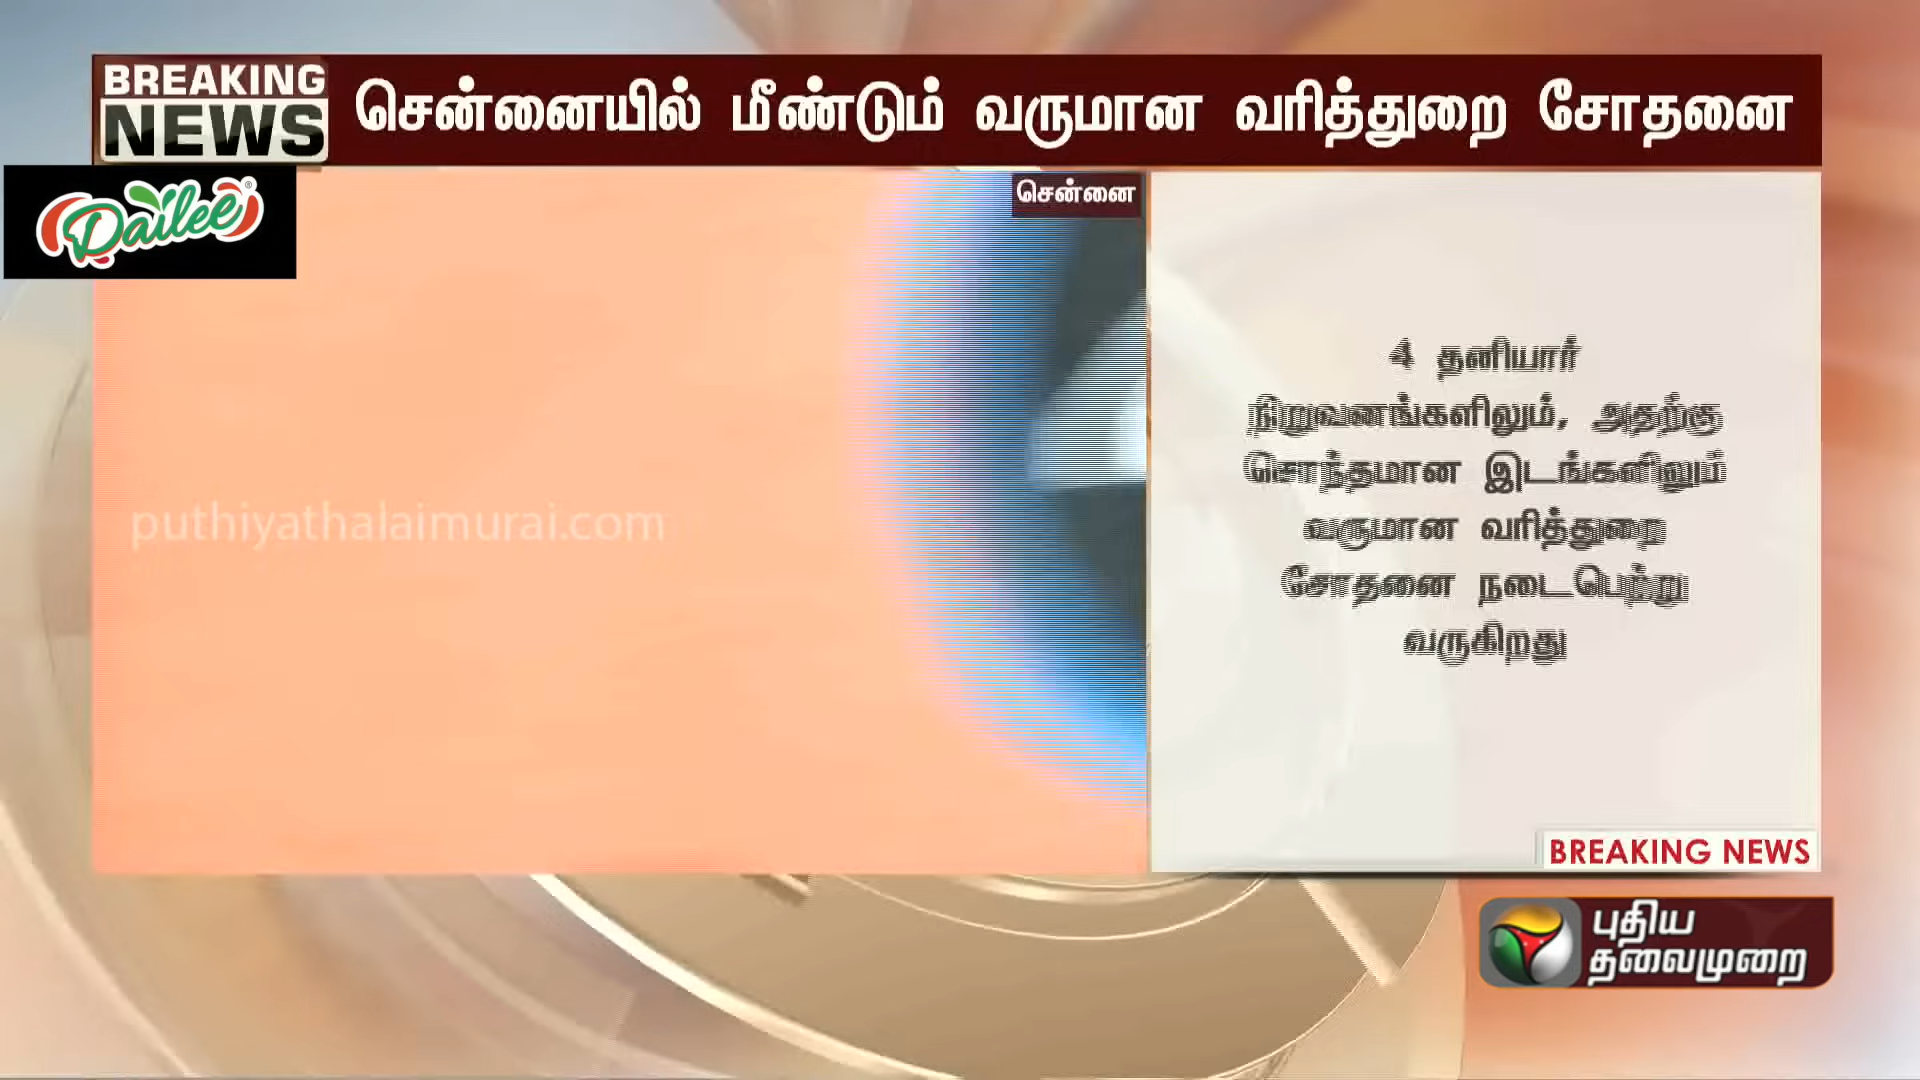 BREAKING
NEWS
சென்னையில் மீண்டும் வருமான வரித்துறை சோதனை
Dailee
சென்னை
4 தனியார்
நிறுவனங்களிலும், அதற்கு
சொந்தமான இடங்களிலும்
வருமான வரித்துறை
சோதனை நடைபெற்று
வருகிறது
puthiyathalaimurai.com
BREAKING NEWS
புதிய
தலைமுறை